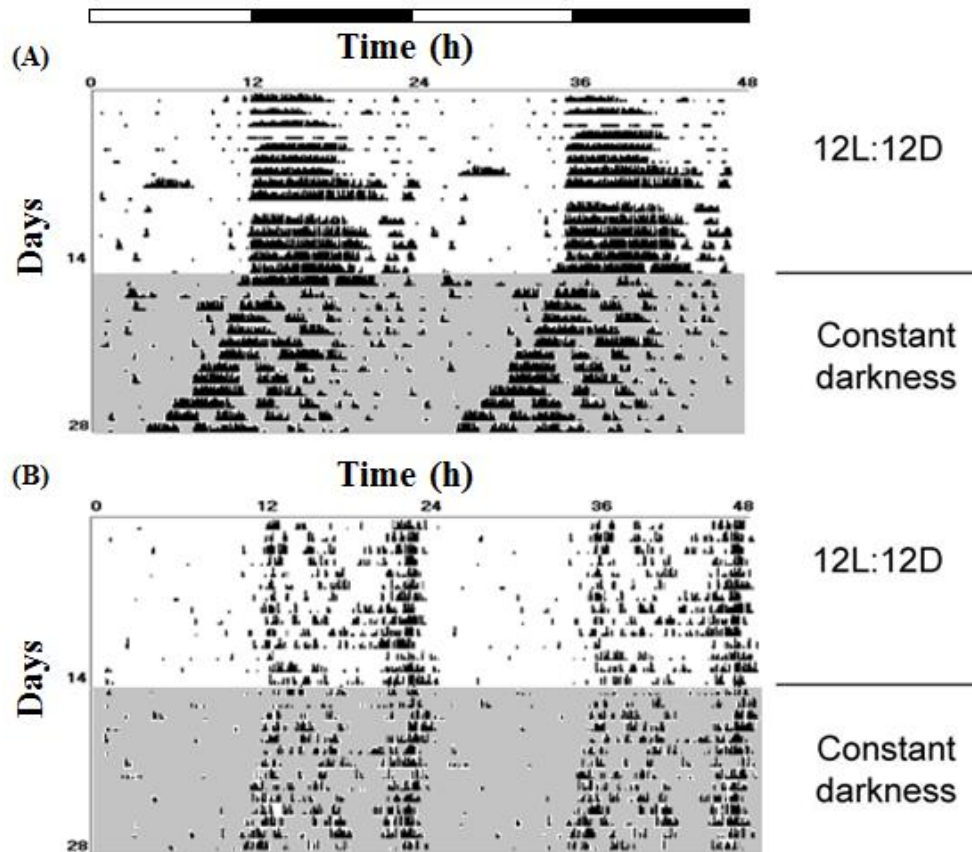 (A)
Time (h)
0 12 24 36 48
Days
14
28
12L:12D
Constant
darkness
(B)
Time (h)
0 12 24 36 48
Days
14
28
12L:12D
Constant
darkness